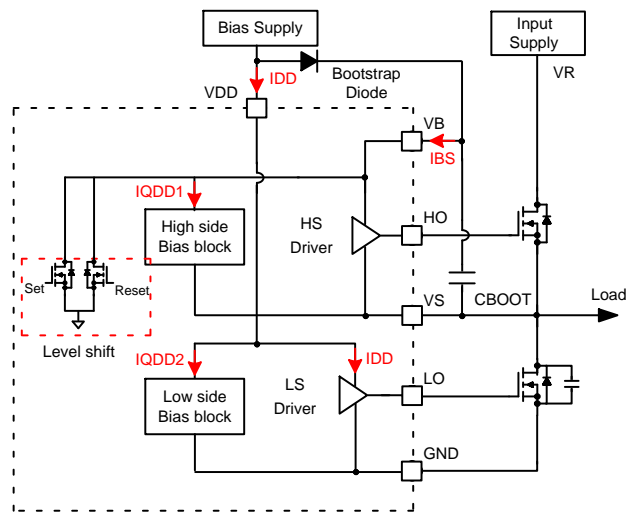 Bias Supply
Input
Supply
VR
IDD
Bootstrap
Diode
VDD
VB
IBS
IQDD1
High side
Bias block
HS
Driver
HO
Set
Reset
Level shift
VS
CBOOT
Load
IQDD2
IDD
Low side
Bias block
LS
Driver
LO
GND